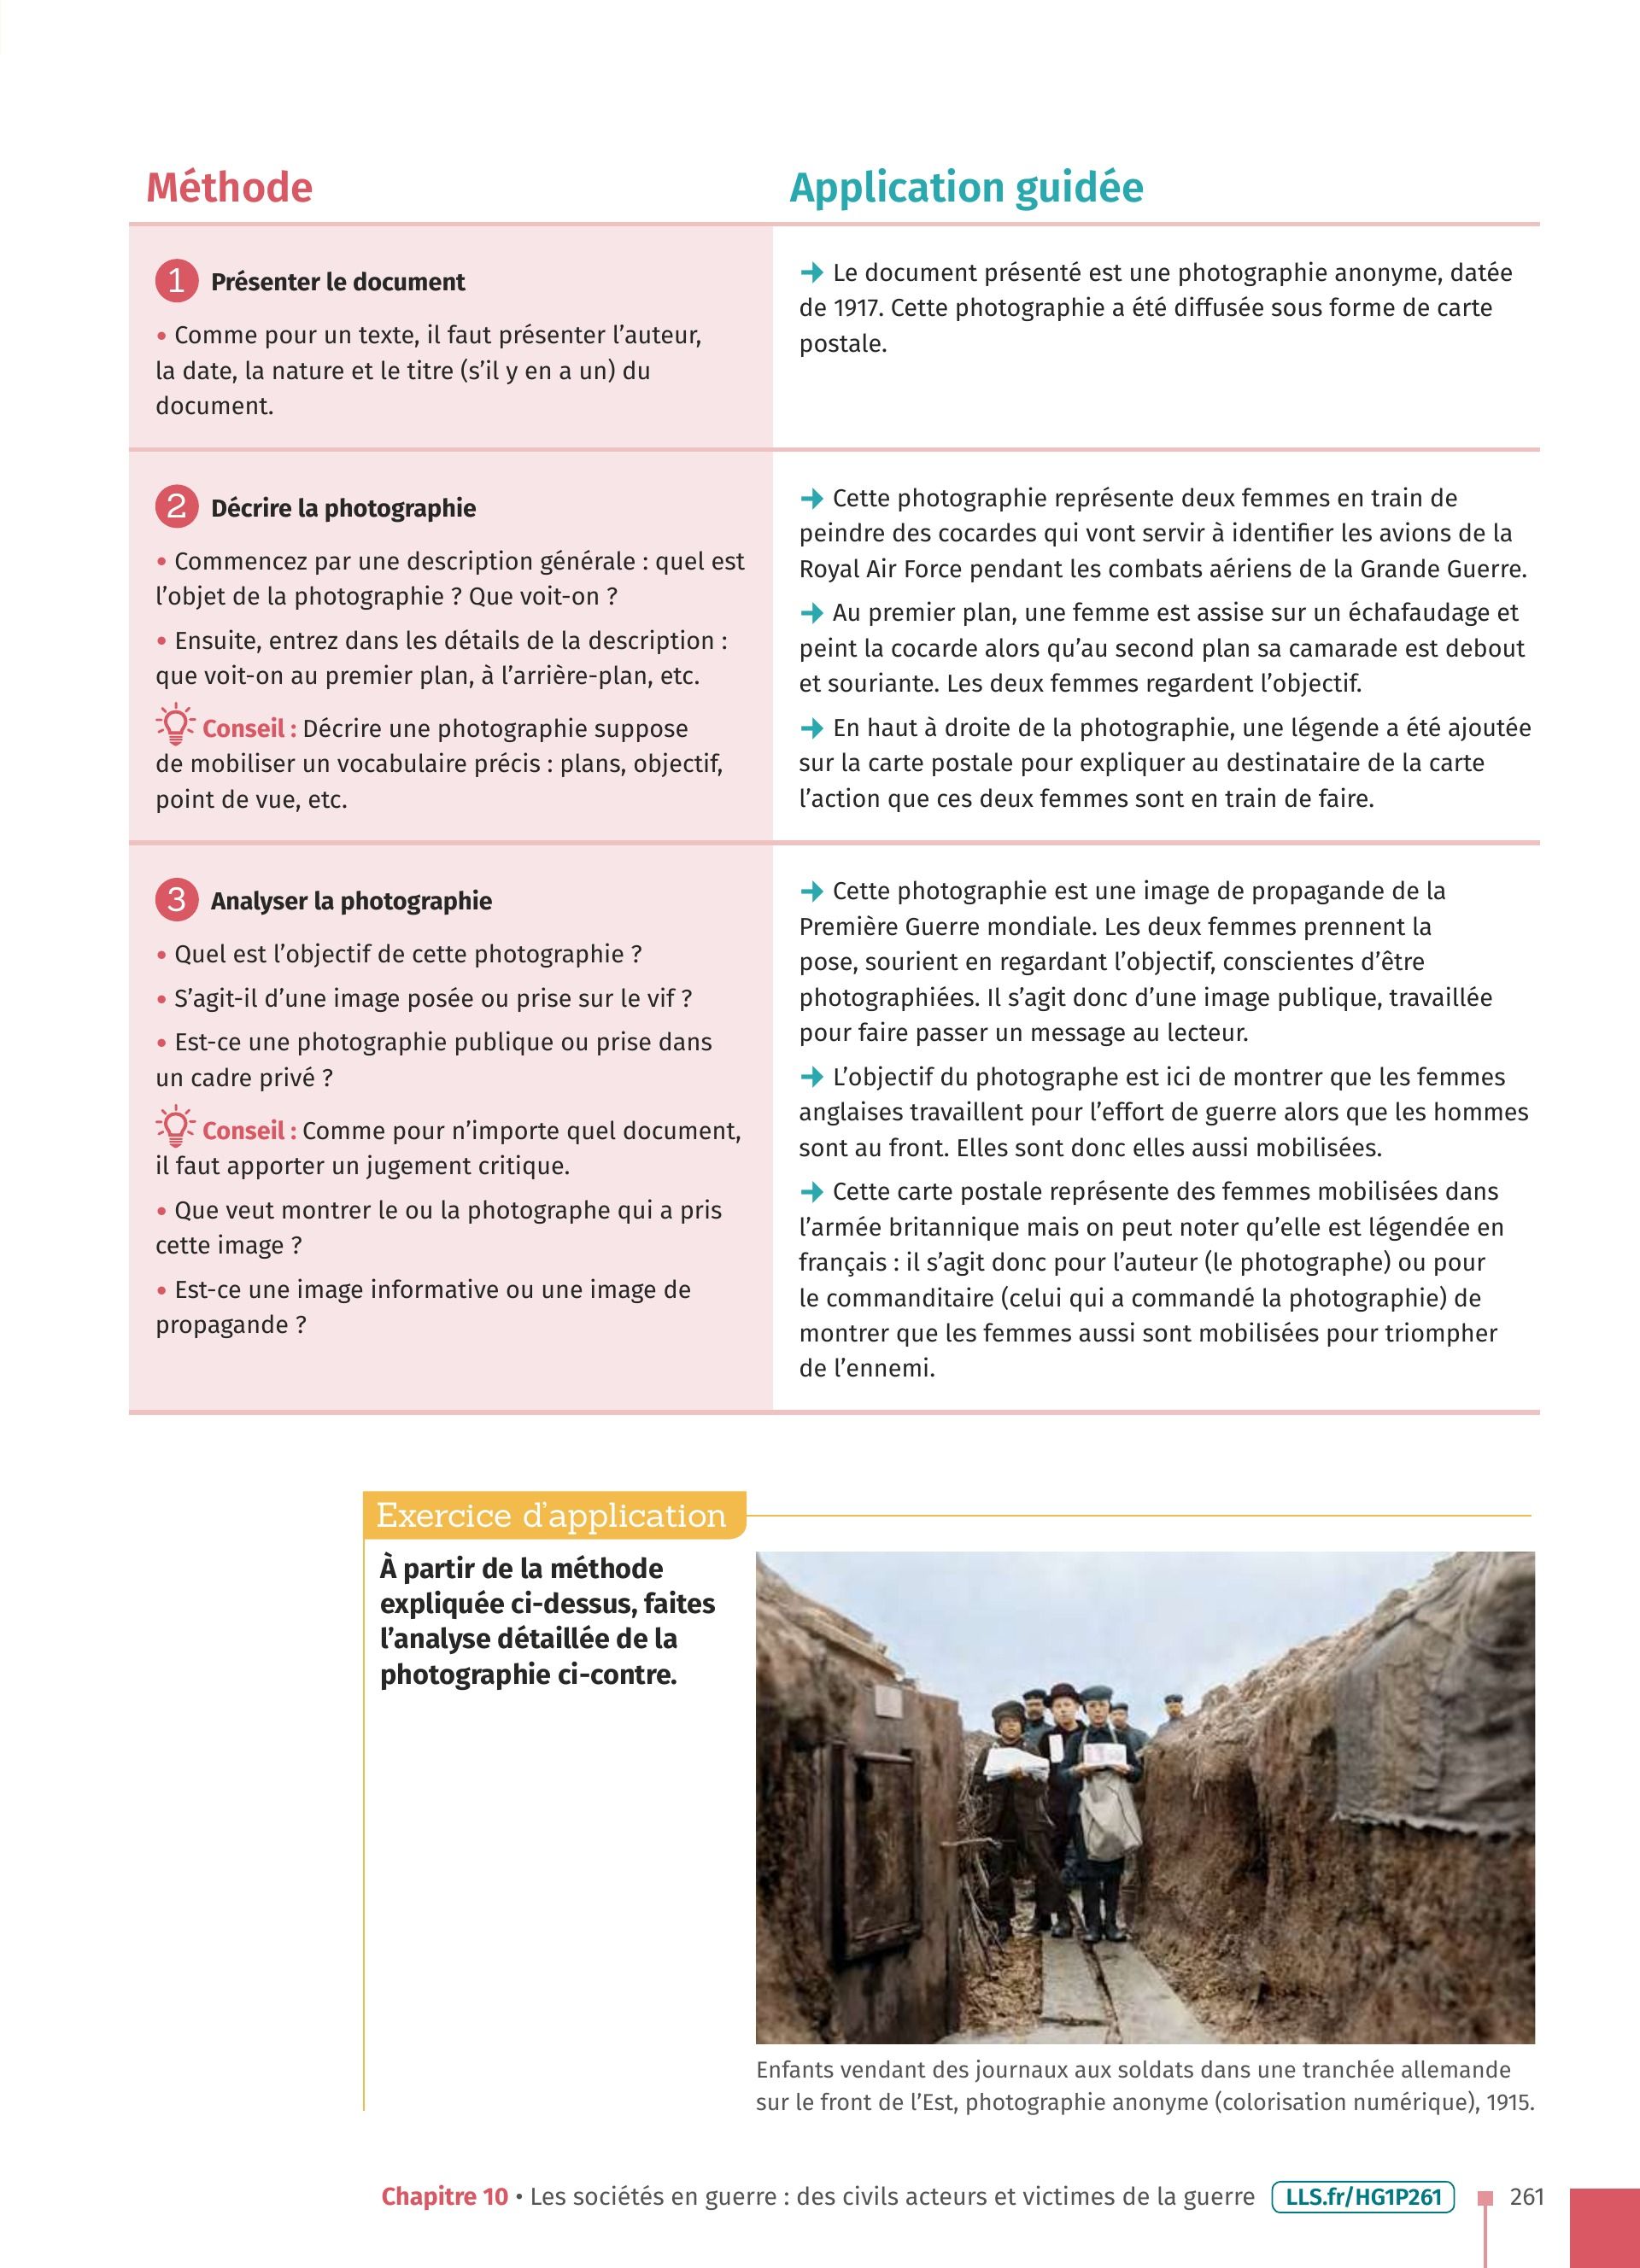 Méthode
Application guidée
1 Présenter le document
• Comme pour un texte, il faut présenter l’auteur,
la date, la nature et le titre (s’il y en a un) du
document.
➜ Le document présenté est une photographie anonyme, datée
de 1917. Cette photographie a été diffusée sous forme de carte
postale.
2 Décrire la photographie
• Commencez par une description générale : quel est
l’objet de la photographie ? Que voit-on ?
• Ensuite, entrez dans les détails de la description :
que voit-on au premier plan, à l’arrière-plan, etc.
Conseil : Décrire une photographie suppose
de mobiliser un vocabulaire précis : plans, objectif,
point de vue, etc.
➜ Cette photographie représente deux femmes en train de
peindre des cocardes qui vont servir à identifier les avions de la
Royal Air Force pendant les combats aériens de la Grande Guerre.
➜ Au premier plan, une femme est assise sur un échafaudage et
peint la cocarde alors qu’au second plan sa camarade est debout
et souriante. Les deux femmes regardent l’objectif.
➜ En haut à droite de la photographie, une légende a été ajoutée
sur la carte postale pour expliquer au destinataire de la carte
l’action que ces deux femmes sont en train de faire.
3 Analyser la photographie
• Quel est l’objectif de cette photographie ?
• S’agit-il d’une image posée ou prise sur le vif ?
• Est-ce une photographie publique ou prise dans
un cadre privé ?
Conseil : Comme pour n’importe quel document,
il faut apporter un jugement critique.
• Que veut montrer le ou la photographe qui a pris
cette image ?
• Est-ce une image informative ou une image de
propagande ?
➜ Cette photographie est une image de propagande de la
Première Guerre mondiale. Les deux femmes prennent la
pose, sourient en regardant l’objectif, conscientes d’être
photographiées. Il s’agit donc d’une image publique, travaillée
pour faire passer un message au lecteur.
➜ L’objectif du photographe est ici de montrer que les femmes
anglaises travaillent pour l’effort de guerre alors que les hommes
sont au front. Elles sont donc elles aussi mobilisées.
➜ Cette carte postale représente des femmes mobilisées dans
l’armée britannique mais on peut noter qu’elle est légendée en
français : il s’agit donc pour l’auteur (le photographe) ou pour
le commanditaire (celui qui a commandé la photographie) de
montrer que les femmes aussi sont mobilisées pour triompher
de l’ennemi.
Exercice d’application
À partir de la méthode
expliquée ci-dessus, faites
l’analyse détaillée de la
photographie ci-contre.
Enfants vendant des journaux aux soldats dans une tranchée allemande
sur le front de l’Est, photographie anonyme (colorisation numérique), 1915.
Chapitre 10 • Les sociétés en guerre : des civils acteurs et victimes de la guerre LLS.fr/HG1P261 261